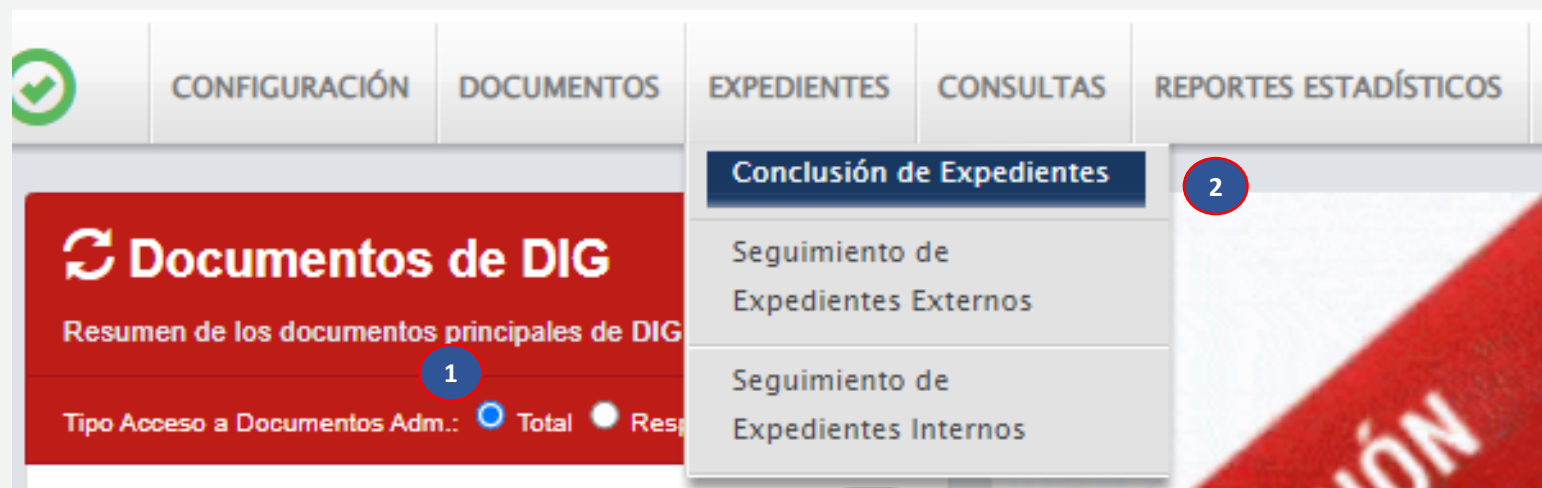 CONFIGURACIÓN DOCUMENTOS EXPEDIENTES CONSULTAS REPORTES ESTADÍSTICOS
Conclusión de Expedientes
2
Seguimiento de
Expedientes Externos
Seguimiento de
Expedientes Internos
Documentos de DIG
Resumen de los documentos principales de DIG
1
Tipo Acceso a Documentos Adm.: Total